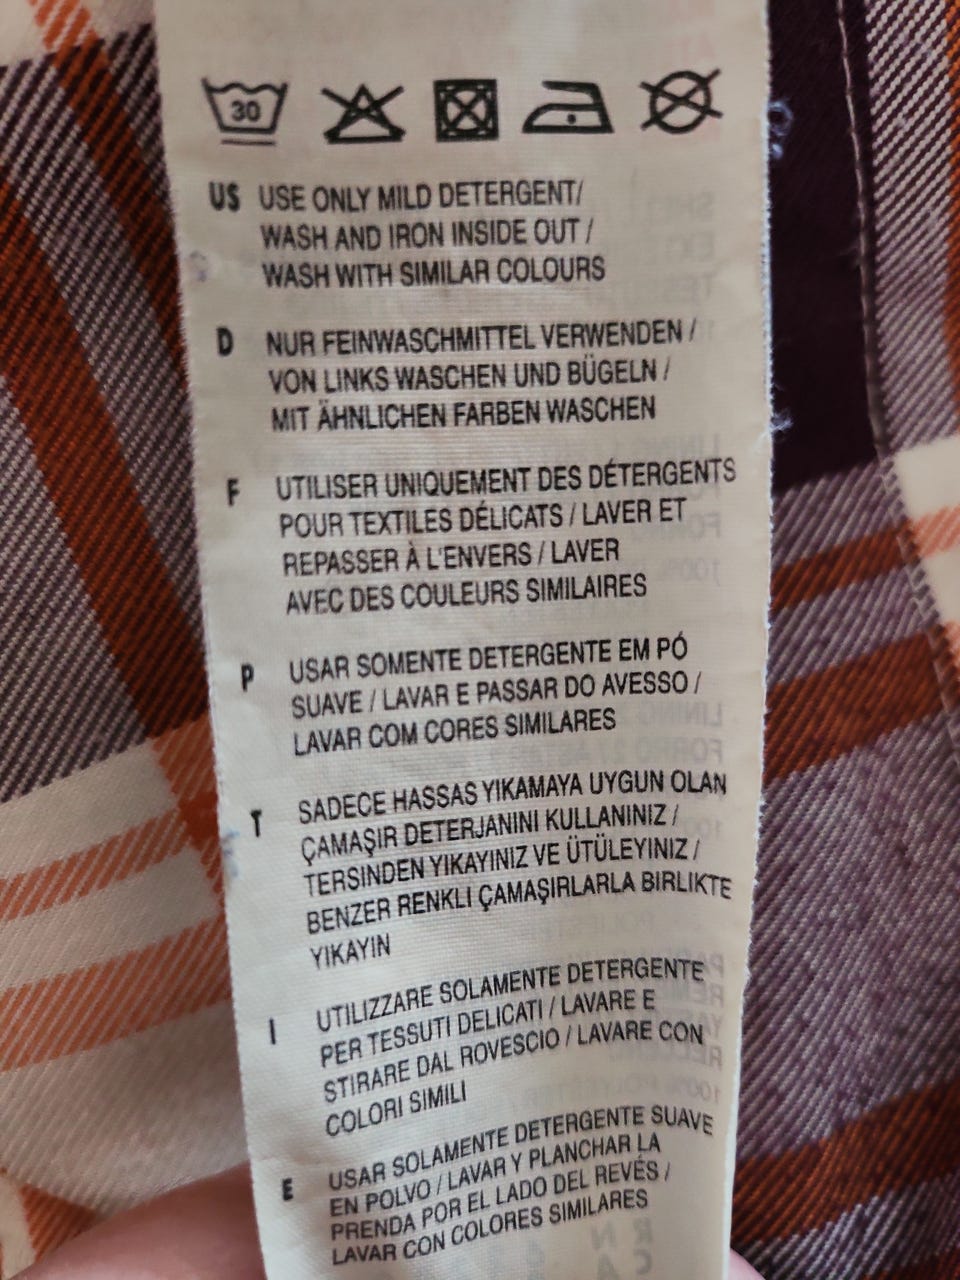 30
US USE ONLY MILD DETERGENT/
WASH AND IRON INSIDE OUT /
WASH WITH SIMILAR COLOURS
D NUR FEINWASCHMITTEL VERWENDEN /
VON LINKS WASCHEN UND BÜGELN /
MIT ÄHNLICHEN FARBEN WASCHEN
F UTILISER UNIQUEMENT DES DÉTERGENTS
POUR TEXTILES DÉLICATS / LAVER ET
REPASSER À L'ENVERS / LAVER
AVEC DES COULEURS SIMILAIRES
P USAR SOMENTE DETERGENTE EM PÓ
SUAVE / LAVAR E PASSAR DO AVESSO /
LAVAR COM CORES SIMILARES
T SADECE HASSAS YIKAMAYA UYGUN OLAN
ÇAMAŞIR DETERJANINI KULLANINIZ /
TERSINDEN YIKAYINIZ VE ÜTÜLEYINIZ /
BENZER RENKLI ÇAMAŞIRLARLA BIRLIKTE
YIKAYIN
I UTILIZZARE SOLAMENTE DETERGENTE
PER TESSUTI DELICATI / LAVARE E
STIRARE DAL ROVESCIO / LAVARE CON
COLORI SIMILI
E USAR SOLAMENTE DETERGENTE SUAVE
EN POLVO / LAVAR Y PLANCHAR LA
PRENDA POR EL LADO DEL REVÉS /
LAVAR CON COLORES SIMILARES